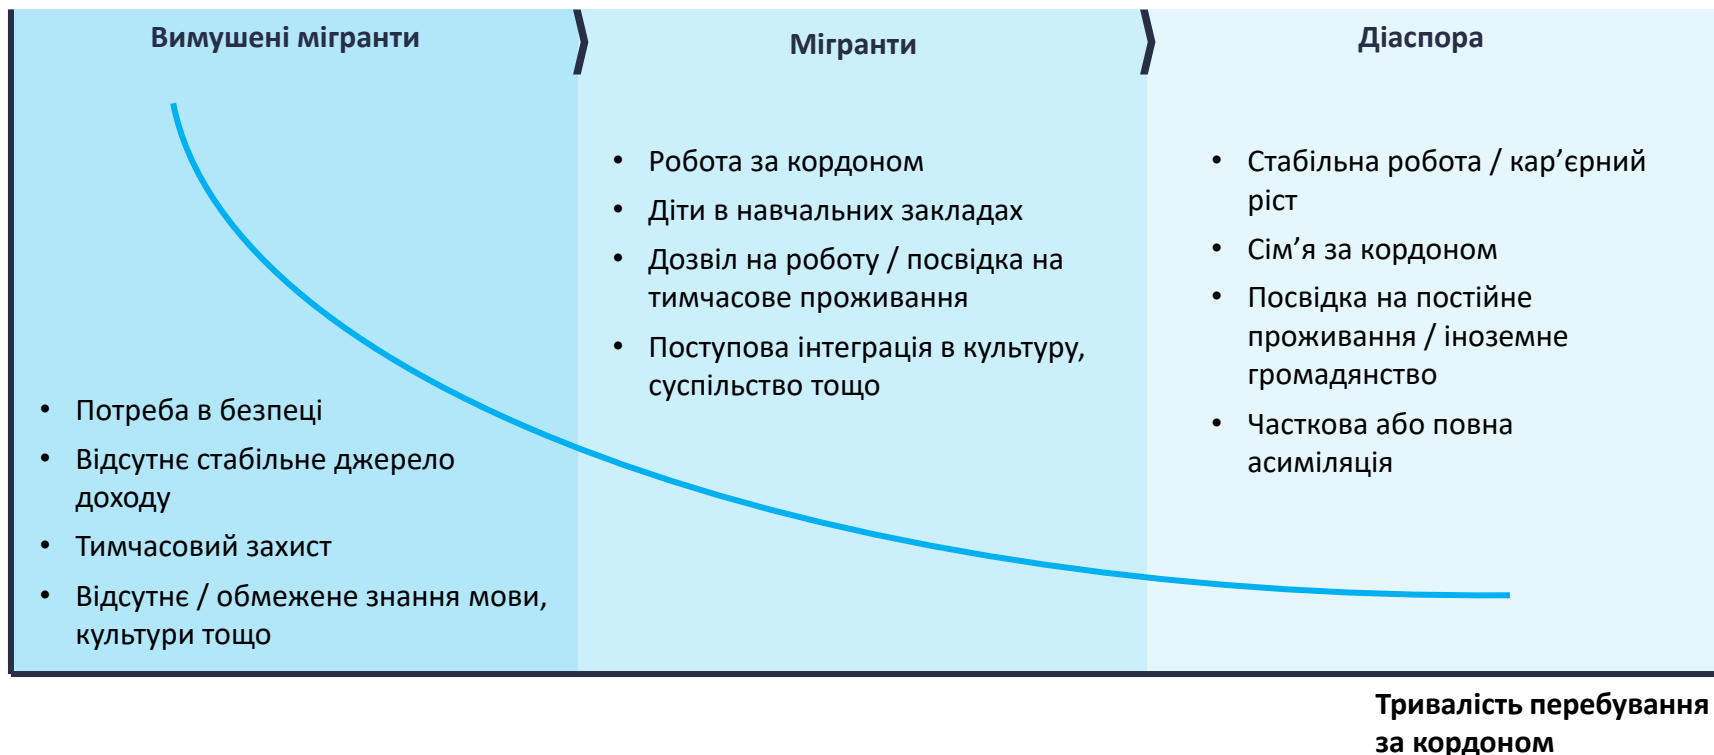 Вимушені мігранти
Мігранти
Діаспора
• Потреба в безпеці
• Відсутнє стабільне джерело
доходу
• Тимчасовий захист
• Відсутнє / обмежене знання мови,
культури тощо
• Робота за кордоном
• Діти в навчальних закладах
• Дозвіл на роботу / посвідка на
тимчасове проживання
• Поступова інтеграція в культуру,
суспільство тощо
• Стабільна робота / кар’єрний
ріст
• Сім’я за кордоном
• Посвідка на постійне
проживання / іноземне
громадянство
• Часткова або повна
асиміляція
Тривалість перебування
за кордоном